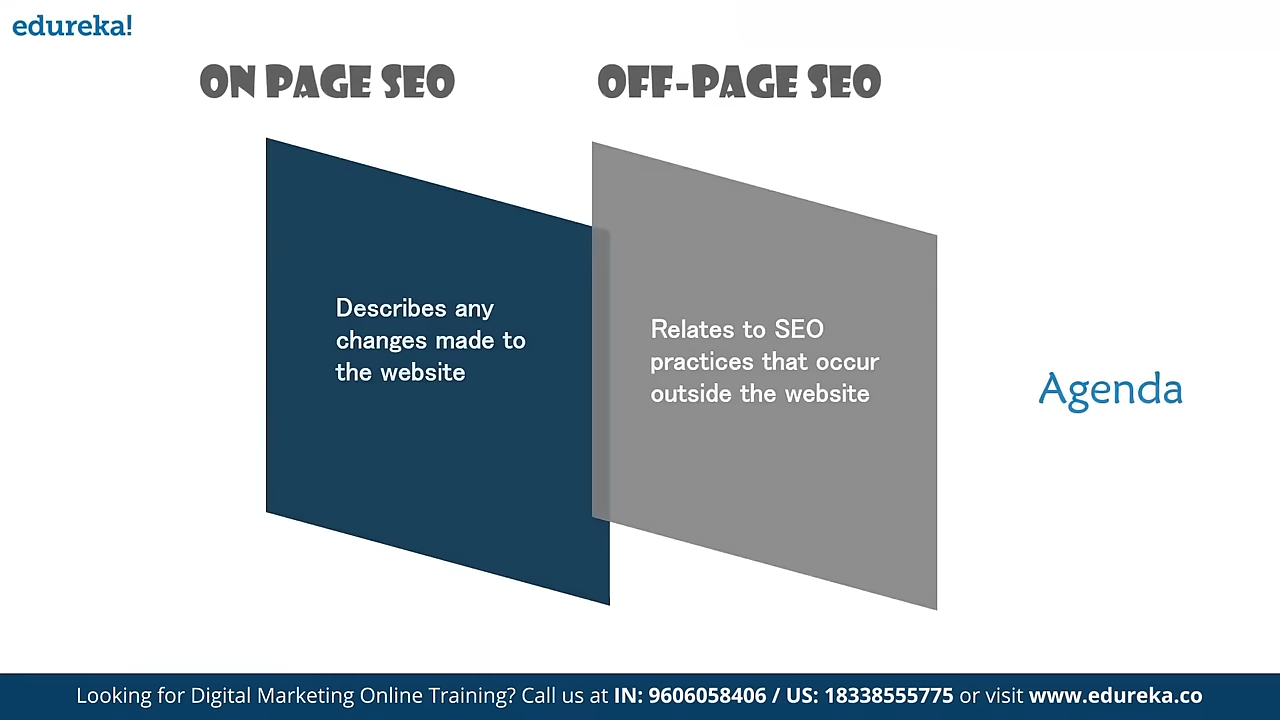 edureka!
ON PAGE SEO
OFF-PAGE SEO
Describes any
changes made to
the website
Relates to SEO
practices that occur
outside the website
Agenda
Looking for Digital Marketing Online Training? Call us at IN: 9606058406 / US: 18338555775 or visit www.edureka.co